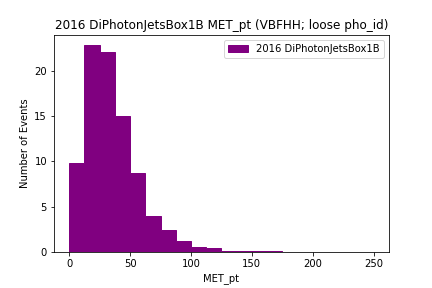 2016 DiPhotonJetsBox1B MET_pt (VBFHH; loose pho_id)
2016 DiPhotonJetsBox1B
Number of Events
20
15
10
5
0
0 50 100 150 200 250
MET_pt